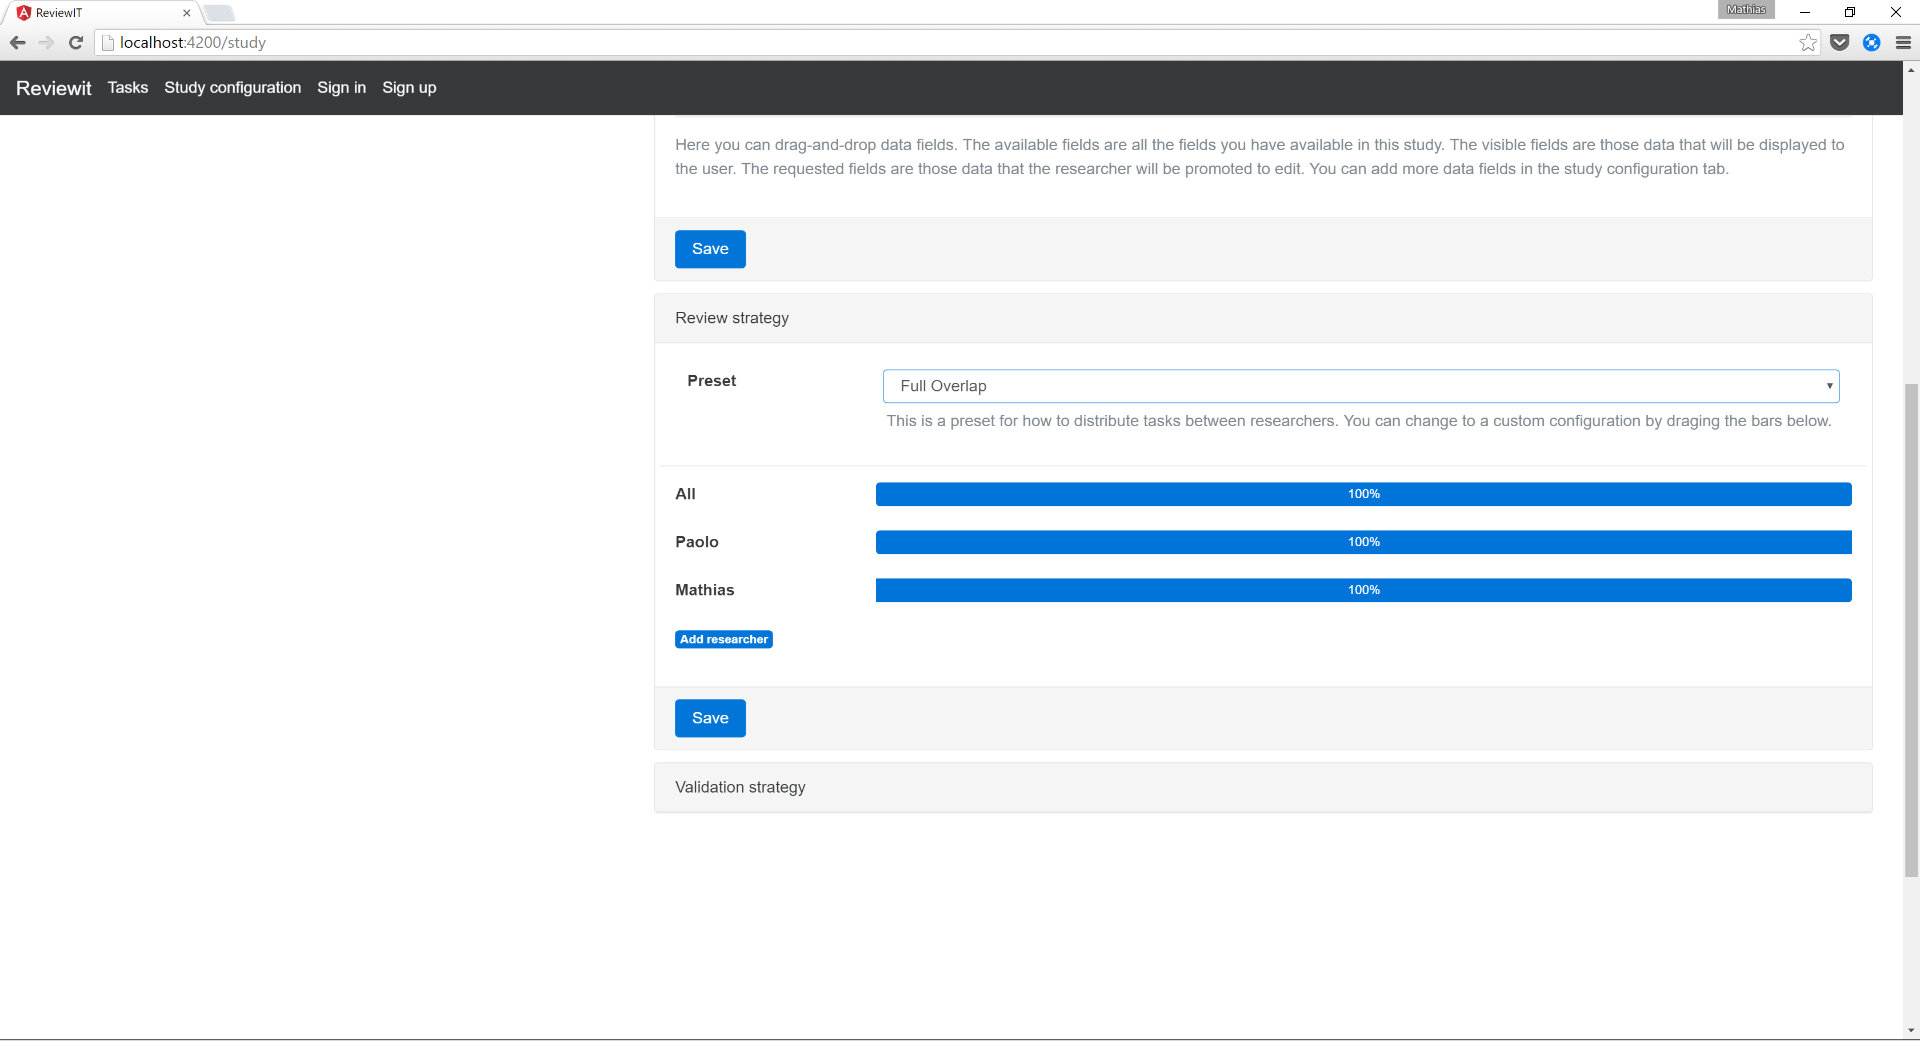 ReviewIT
Mathias
localhost:4200/study
Reviewit Tasks Study configuration Sign in Sign up
Here you can drag-and-drop data fields. The available fields are all the fields you have available in this study. The visible fields are those data that will be displayed to
the user. The requested fields are those data that the researcher will be promoted to edit. You can add more data fields in the study configuration tab.
Save
Review strategy
Preset
Full Overlap
This is a preset for how to distribute tasks between researchers. You can change to a custom configuration by draging the bars below.
All 100%
Paolo 100%
Mathias 100%
Add researcher
Save
Validation strategy